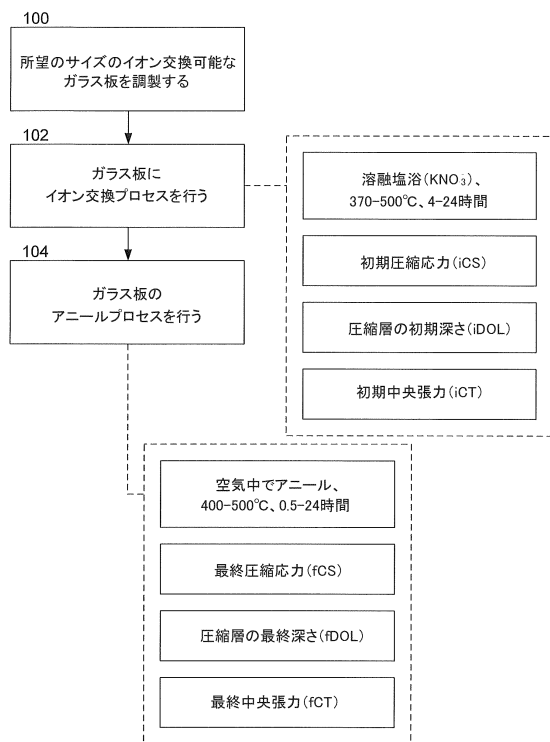 100
所望のサイズのイオン交換可能な
ガラス板を調製する
102
ガラス板に
イオン交換プロセスを行う
104
ガラス板の
アニールプロセスを行う
溶融塩浴(KNO₃)、
370-500℃、4-24時間
初期圧縮応力(iCS)
圧縮層の初期深さ(iDOL)
初期中央張力(iCT)
空気中でアニール、
400-500℃、0.5-24時間
最終圧縮応力(fCS)
圧縮層の最終深さ(fDOL)
最終中央張力(fCT)